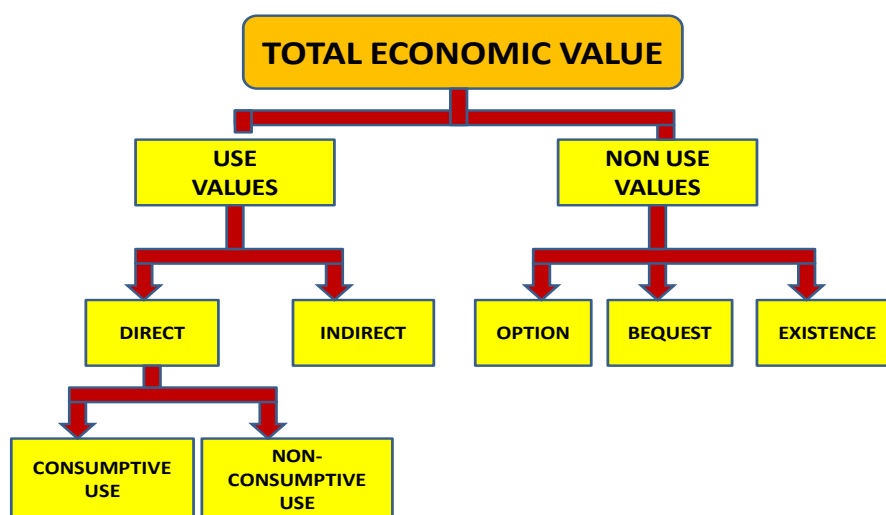 TOTAL ECONOMIC VALUE
USE
VALUES
NON USE
VALUES
DIRECT
INDIRECT
OPTION
BEQUEST
EXISTENCE
CONSUMPTIVE
USE
NON-
CONSUMPTIVE
USE